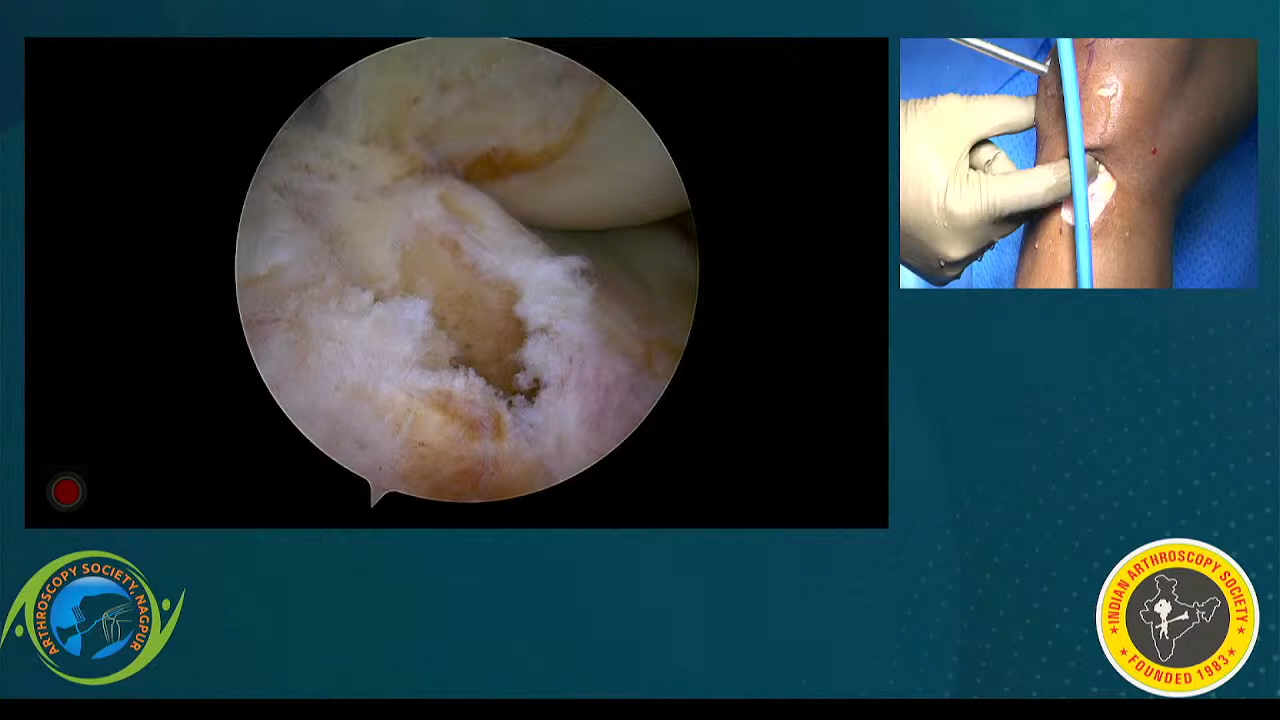 ARTHROSCOPY SOCIETY, NAGPUR
INDIAN ARTHROSCOPY SOCIETY
★ FOUNDED 1983 ★